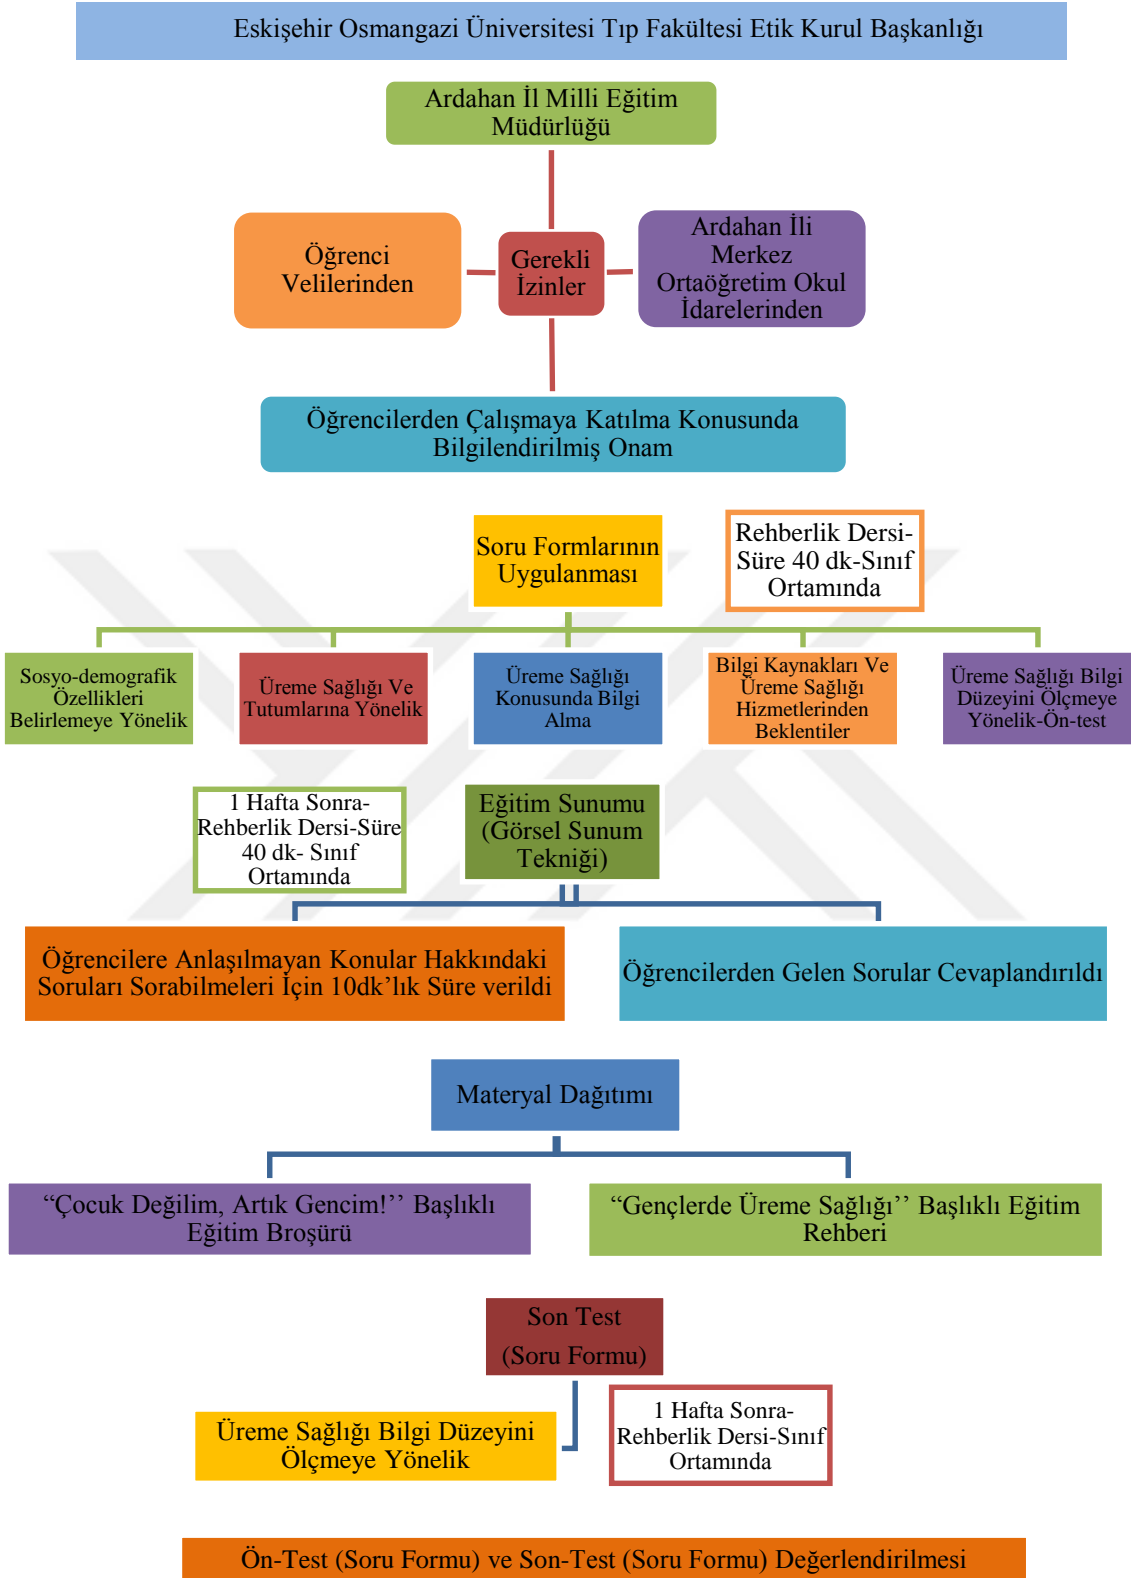 Eskişehir Osmangazi Üniversitesi Tıp Fakültesi Etik Kurul Başkanlığı
Ardahan İl Milli Eğitim
Müdürlüğü
Öğrenci
Velilerinden
Gerekli
İzinler
Ardahan İli
Merkez
Ortaöğretim Okul
İdarelerinden
Öğrencilerden Çalışmaya Katılma Konusunda
Bilgilendirilmiş Onam
Soru Formlarının
Uygulanması
Rehberlik Dersi-
Süre 40 dk-Sınıf
Ortamında
Sosyo-demografik
Özellikleri
Belirlemeye Yönelik
Üreme Sağlığı Ve
Tutumlarına Yönelik
Üreme Sağlığı
Konusunda Bilgi
Alma
Bilgi Kaynakları Ve
Üreme Sağlığı
Hizmetlerinden
Beklentiler
Üreme Sağlığı Bilgi
Düzeyini Ölçmeye
Yönelik-Ön-test
1 Hafta Sonra-
Rehberlik Dersi-Süre
40 dk- Sınıf
Ortamında
Eğitim Sunumu
(Görsel Sunum
Tekniği)
Öğrencilere Anlaşılmayan Konular Hakkındaki
Soruları Sorabilmeleri İçin 10dk’lık Süre verildi
Öğrencilerden Gelen Sorular Cevaplandırıldı
Materyal Dağıtımı
“Çocuk Değilim, Artık Gencim!’’ Başlıklı
Eğitim Broşürü
“Gençlerde Üreme Sağlığı’’ Başlıklı Eğitim
Rehberi
Son Test
(Soru Formu)
Üreme Sağlığı Bilgi Düzeyini
Ölçmeye Yönelik
1 Hafta Sonra-
Rehberlik Dersi-Sınıf
Ortamında
Ön-Test (Soru Formu) ve Son-Test (Soru Formu) Değerlendirilmesi